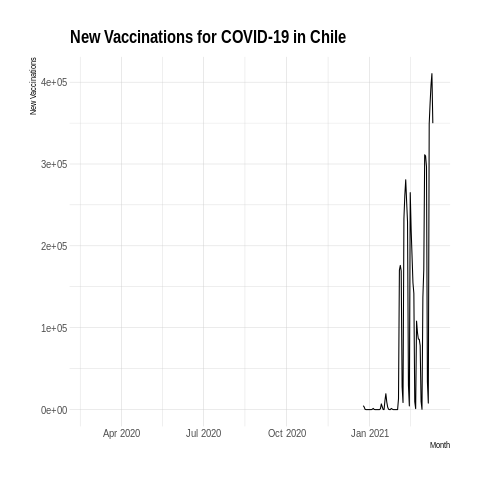 New Vaccinations for COVID-19 in Chile
New Vaccinations
4e+05
3e+05
2e+05
1e+05
0e+00
Apr 2020
Jul 2020
Oct 2020
Jan 2021
Month